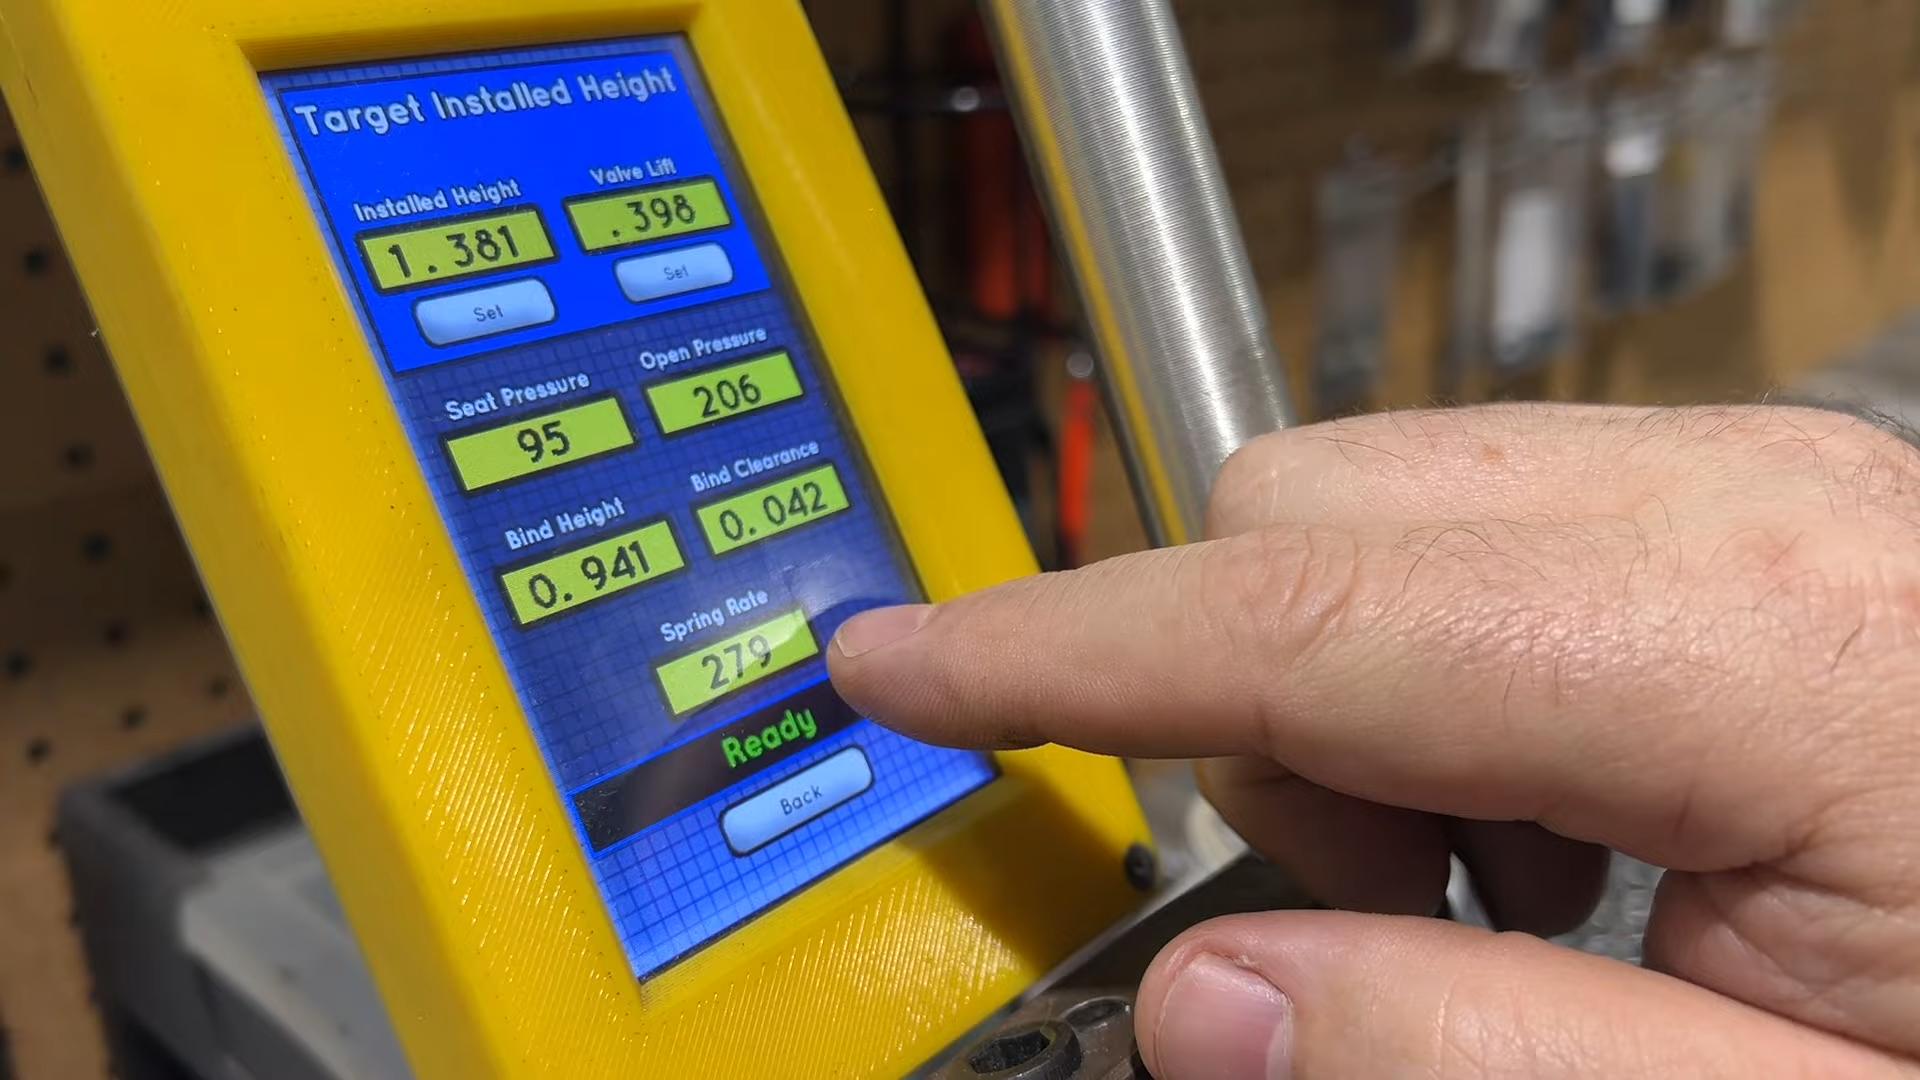 Target Installed Height
Installed Height
Valve Lift
1.381
.398
Set
Set
Seat Pressure
Open Pressure
95
206
Bind Height
Bind Clearance
0.941
0.042
Spring Rate
279
Ready
Back